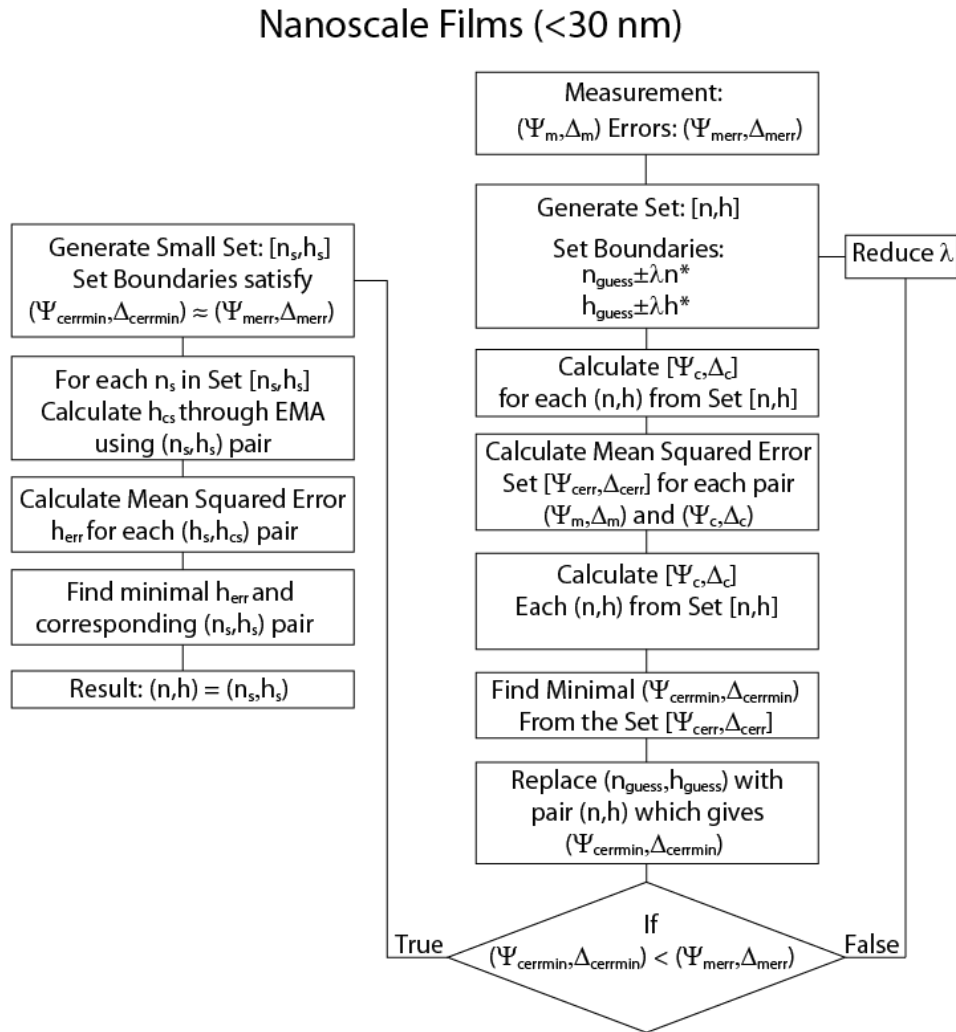 Nanoscale Films (<30 nm)
Measurement:
(Ψm,Δm) Errors: (Ψmerr,Δmerr)
Generate Set: [n,h]
Set Boundaries:
nguess±λn*
hguess±λh*
Reduce λ
Calculate [Ψc,Δc]
for each (n,h) from Set [n,h]
Calculate Mean Squared Error
Set [Ψcerr,Δcerr] for each pair
(Ψm,Δm) and (Ψc,Δc)
Calculate [Ψc,Δc]
Each (n,h) from Set [n,h]
Find Minimal (Ψcerrmin,Δcerrmin)
From the Set [Ψcerr,Δcerr]
Replace (nguess,hguess) with
pair (n,h) which gives
(Ψcerrmin,Δcerrmin)
If
(Ψcerrmin,Δcerrmin) < (Ψmerr,Δmerr)
True
False
Generate Small Set: [ns,hs]
Set Boundaries satisfy
(Ψcerrmin,Δcerrmin) ≈ (Ψmerr,Δmerr)
For each ns in Set [ns,hs]
Calculate hcs through EMA
using (ns,hs) pair
Calculate Mean Squared Error
herr for each (hs,hcs) pair
Find minimal herr and
corresponding (ns,hs) pair
Result: (n,h) = (ns,hs)